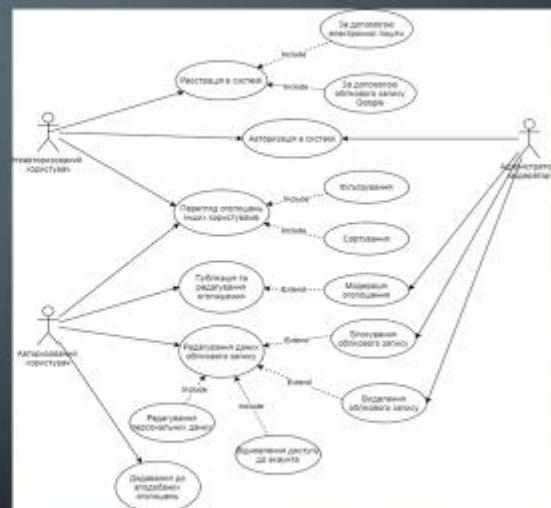 За допомогою
електронної пошти
Include
Реєстрація в системі
Include
За допомогою
облікового запису
Google
Неавторизований
користувач
Авторизація в системі
Адміністратор
модератор
Фільтрування
Include
Перегляд оголошень
інших користувачів
Include
Сортування
Публікація та
редагування
оголошення
Extend
Модерація
оголошення
Авторизований
користувач
Редагування даних
облікового запису
Extend
Блокування
облікового запису
Extend
Видалення
облікового запису
Include
Include
Редагування
персональних даних
Відновлення доступу
до акаунта
Додавання до
вподобаних
оголошень